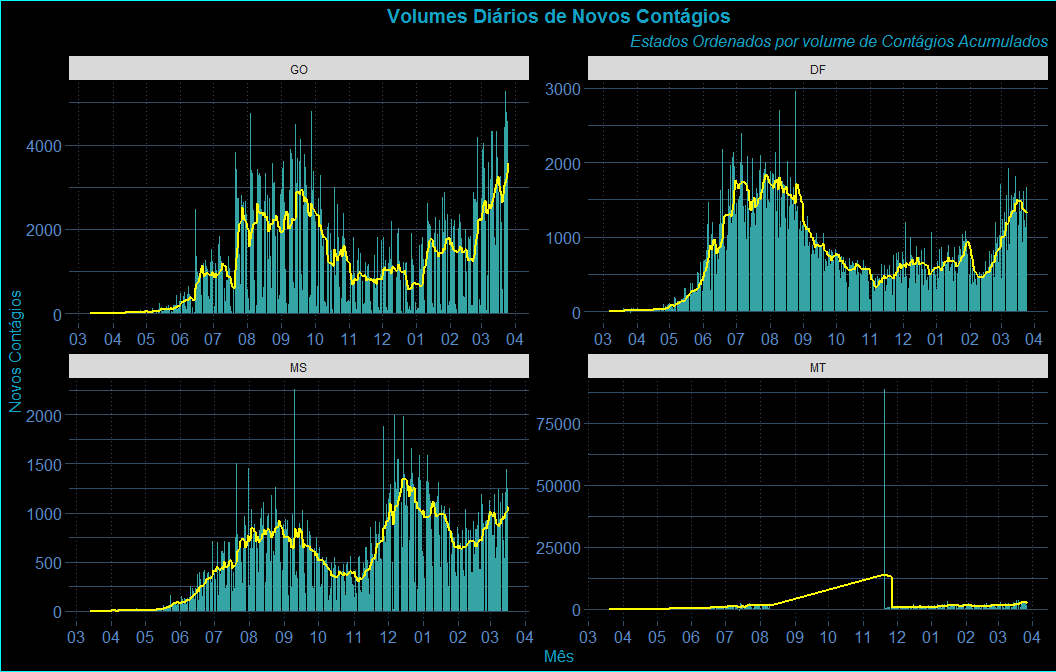 Volumes Diários de Novos Contágios
Estados Ordenados por volume de Contágios Acumulados
GO
DF
4000
2000
0
03 04 05 06 07 08 09 10 11 12 01 02 03 04
3000
2000
1000
0
03 04 05 06 07 08 09 10 11 12 01 02 03 04
MS
MT
2000
1500
1000
500
0
03 04 05 06 07 08 09 10 11 12 01 02 03 04
75000
50000
25000
0
03 04 05 06 07 08 09 10 11 12 01 02 03 04
Novos Contágios
Mês